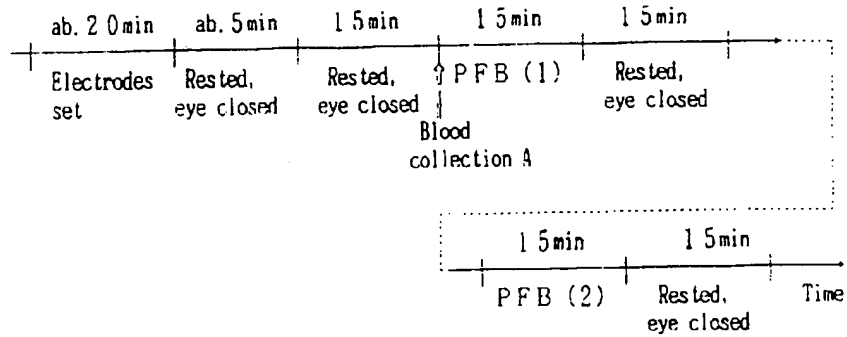 ab. 20min ab. 5min 15min 15min 15min
Electrodes set
Rested, eye closed
Rested, eye closed
PFB (1)
Rested, eye closed
Blood collection A
15min 15min
PFB (2)
Rested, eye closed
Time